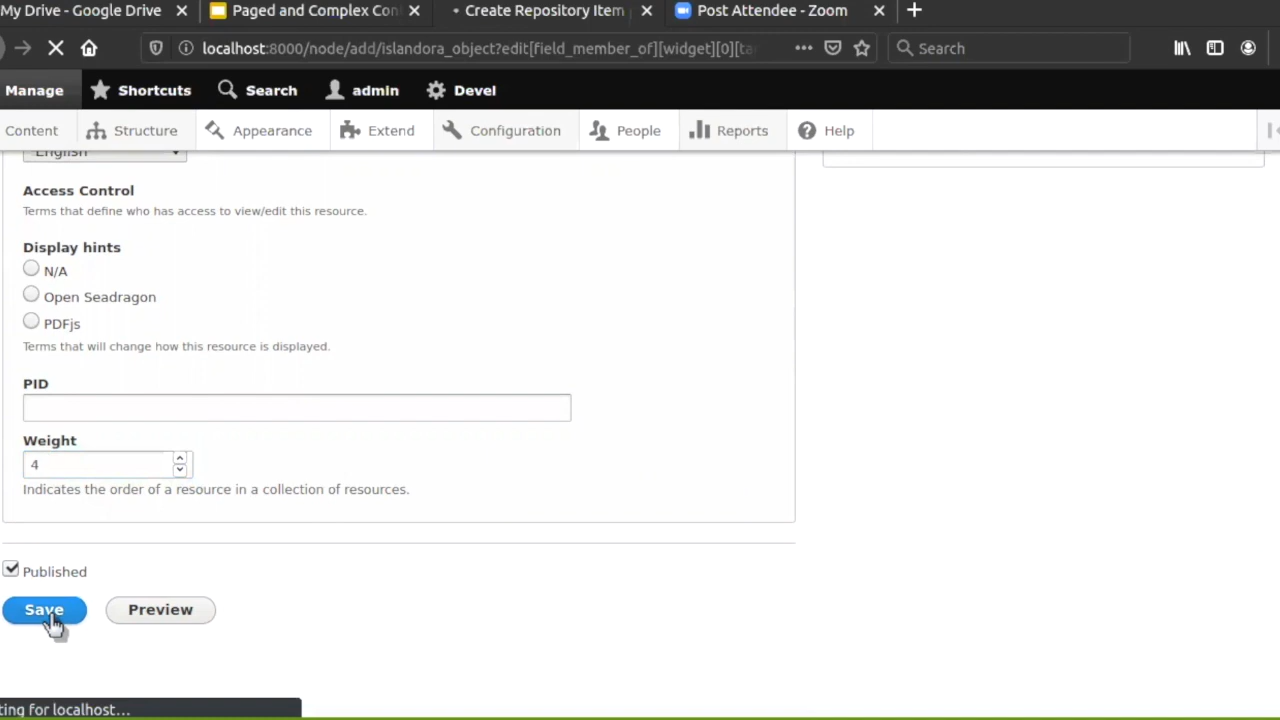 My Drive - Google Drive
Paged and Complex Con
Create Repository Item
Post Attendee - Zoom
localhost:8000/node/add/islandora_object?edit[field_member_of][widget][0][ta
Search
Manage
Shortcuts
Search
admin
Devel
Content
Structure
Appearance
Extend
Configuration
People
Reports
Help
English
Access Control
Terms that define who has access to view/edit this resource.
Display hints
N/A
Open Seadragon
PDFjs
Terms that will change how this resource is displayed.
PID
Weight
4
Indicates the order of a resource in a collection of resources.
Published
Save
Preview
ting for localhost...